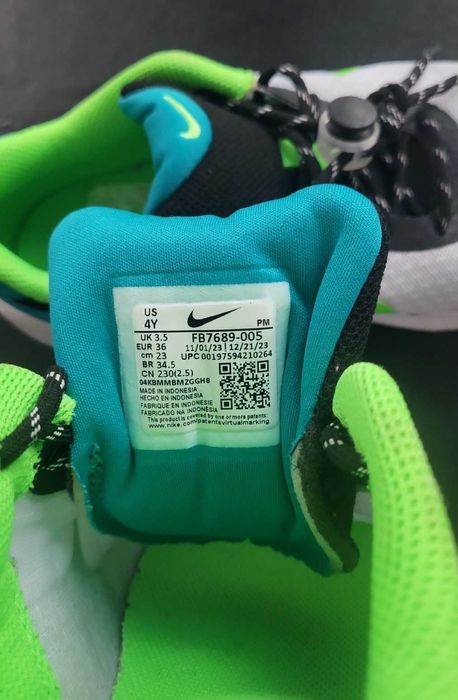 US
4Y
PM
UK 3.5
EUR 36
cm 23
BR 34.5
CN 230(2.5)
FB7689-005
11/01/23 12/21/23
UPC 00197594210264
04KBMMBMZGGH8
MADE IN INDONESIA
HECHO EN INDONESIA
FABRIQUE EN INDONESIE
FABRICADO NA INDONESIA
This product is covered by one or more patents:
www.nike.com/patentsvirtualmarking